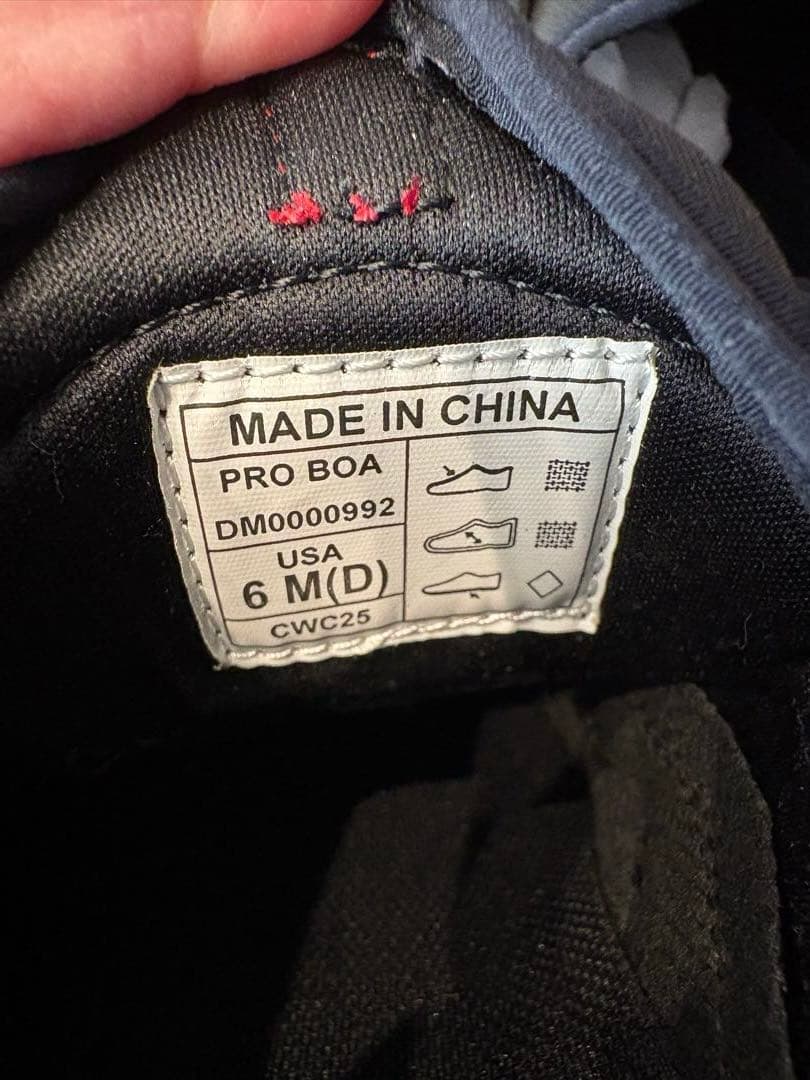 MADE IN CHINA
PRO BOA
DM0000992
USA
6 M(D)
CWC25